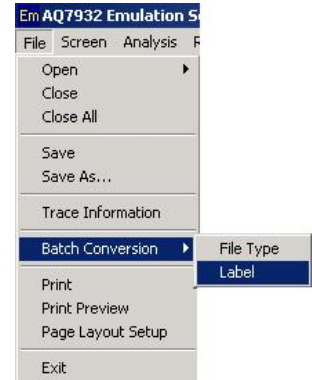 Em AQ7932 Emulation S
File Screen Analysis
Open
Close
Close All
Save
Save As...
Trace Information
Batch Conversion
File Type
Label
Print
Print Preview
Page Layout Setup
Exit